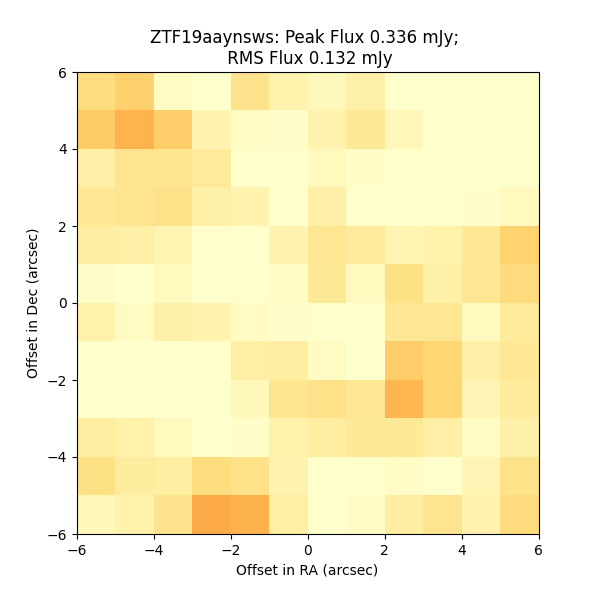 ZTF19aaynsws: Peak Flux 0.336 mJy;
RMS Flux 0.132 mJy
6
4
2
0
−2
−4
−6
Offset in Dec (arcsec)
−6 −4 −2 0 2 4 6
Offset in RA (arcsec)